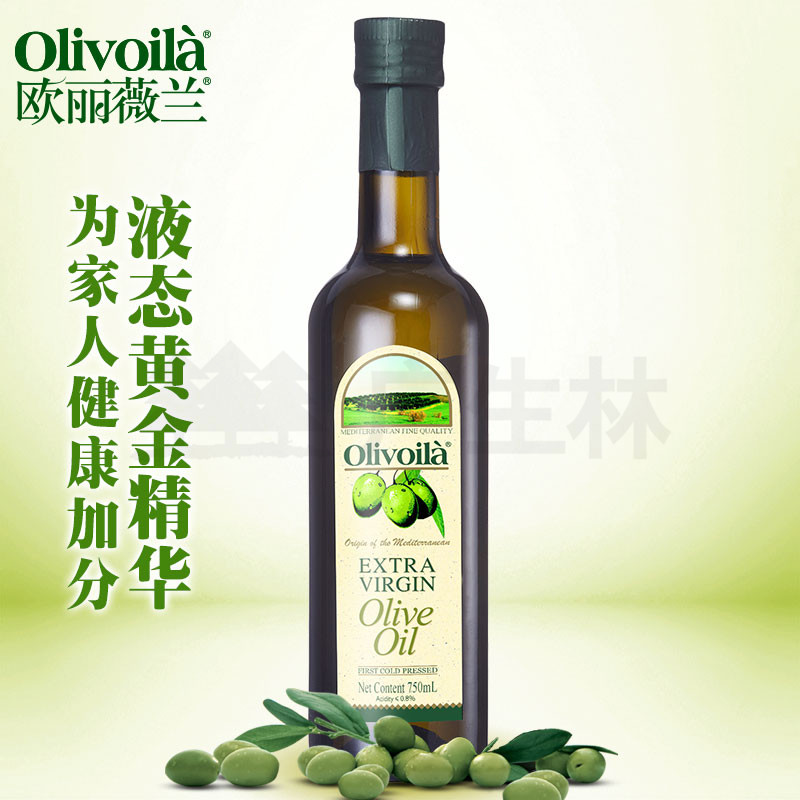 Olivoilà®
欧丽薇兰®
液态黄金精华
为家人健康加分
MEDITERRANEAN FINE QUALITY
Olivoilà®
Origin of the Mediterranean
EXTRA
VIRGIN
Olive
Oil
FIRST COLD PRESSED
Net Content 750mL
Acidity ≤ 0.8%
生林